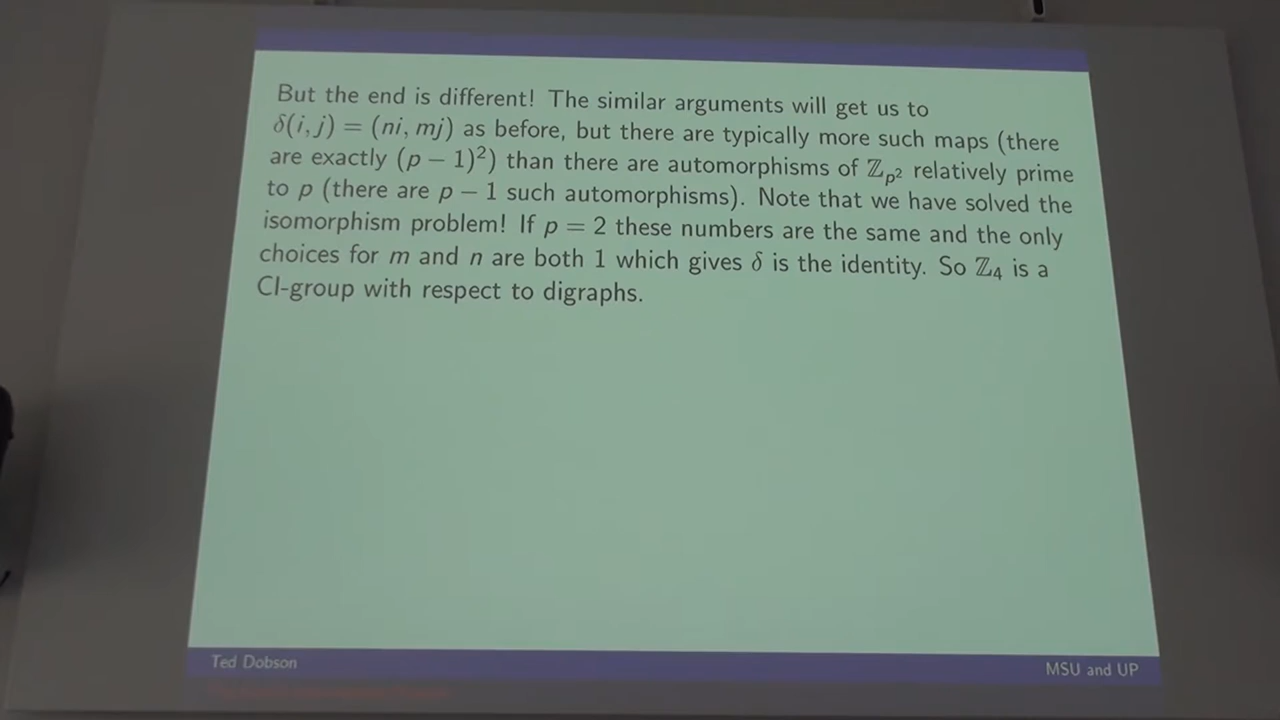 But the end is different! The similar arguments will get us to
δ(i, j) = (ni, mj) as before, but there are typically more such maps (there
are exactly (p − 1)²) than there are automorphisms of ℤ_{p²} relatively prime
to p (there are p − 1 such automorphisms). Note that we have solved the
isomorphism problem! If p = 2 these numbers are the same and the only
choices for m and n are both 1 which gives δ is the identity. So ℤ₄ is a
CI-group with respect to digraphs.
Ted Dobson
MSU and UP